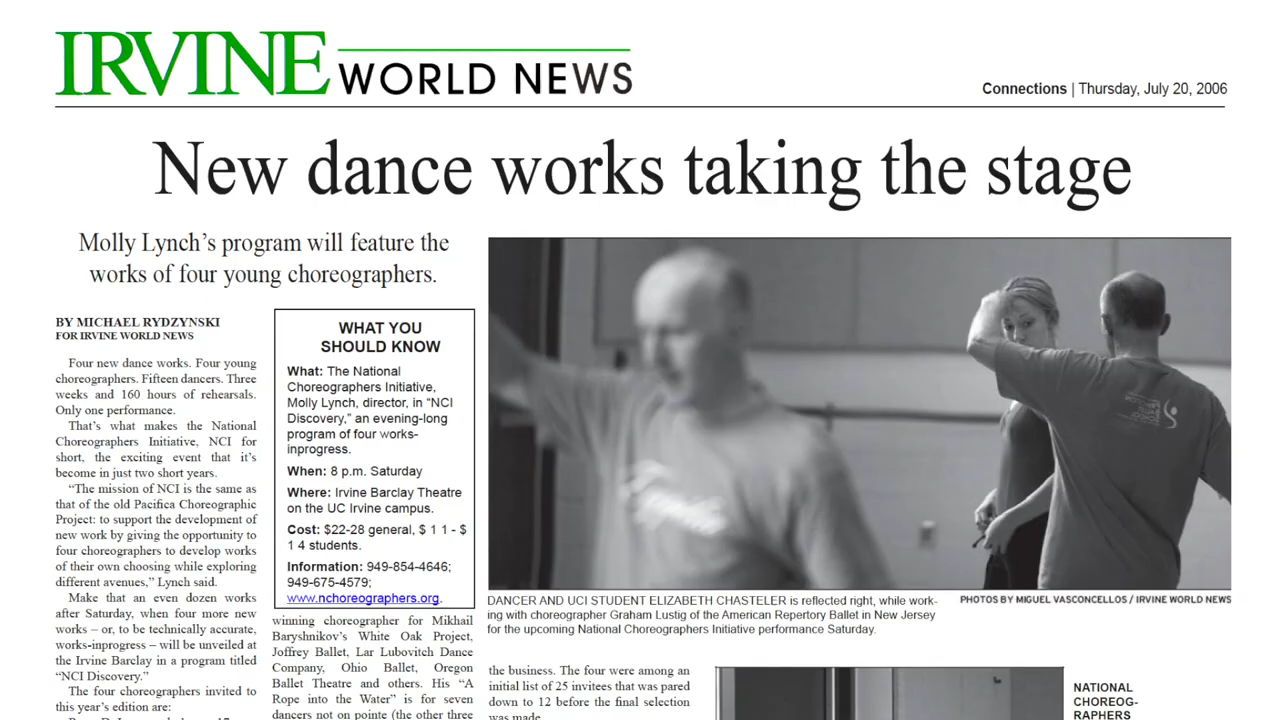 IRVINE WORLD NEWS
Connections | Thursday, July 20, 2006
New dance works taking the stage
Molly Lynch's program will feature the
works of four young choreographers.
BY MICHAEL RYDZYNSKI
FOR IRVINE WORLD NEWS
Four new dance works. Four young
choreographers. Fifteen dancers. Three
weeks and 160 hours of rehearsals.
Only one performance.
That's what makes the National
Choreographers Initiative, NCI for
short, the exciting event that it's
become in just two short years.
“The mission of NCI is the same as
that of the old Pacifica Choreographic
Project: to support the development of
new work by giving the opportunity to
four choreographers to develop works
of their own choosing while exploring
different avenues,” Lynch said.
Make that an even dozen works
after Saturday, when four more new
works – or, to be technically accurate,
works-inprogress – will be unveiled at
the Irvine Barclay in a program titled
“NCI Discovery.”
The four choreographers invited to
this year's edition are:
WHAT YOU
SHOULD KNOW
What: The National
Choreographers Initiative,
Molly Lynch, director, in “NCI
Discovery,” an evening-long
program of four works-
inprogress.
When: 8 p.m. Saturday
Where: Irvine Barclay Theatre
on the UC Irvine campus.
Cost: $22-28 general, $ 1 1 - $
1 4 students.
Information: 949-854-4646;
949-675-4579;
www.nchoreographers.org.
winning choreographer for Mikhail
Baryshnikov's White Oak Project,
Joffrey Ballet, Lar Lubovitch Dance
Company, Ohio Ballet, Oregon
Ballet Theatre and others. His “A
Rope into the Water” is for seven
dancers not on pointe (the other three
DANCER AND UCI STUDENT ELIZABETH CHASTELER is reflected right, while work-
ing with choreographer Graham Lustig of the American Repertory Ballet in New Jersey
for the upcoming National Choreographers Initiative performance Saturday.
PHOTOS BY MIGUEL VASCONCELLOS / IRVINE WORLD NEWS
the business. The four were among an
initial list of 25 invitees that was pared
down to 12 before the final selection
was made.
NATIONAL
CHOREOG-
RAPHERS